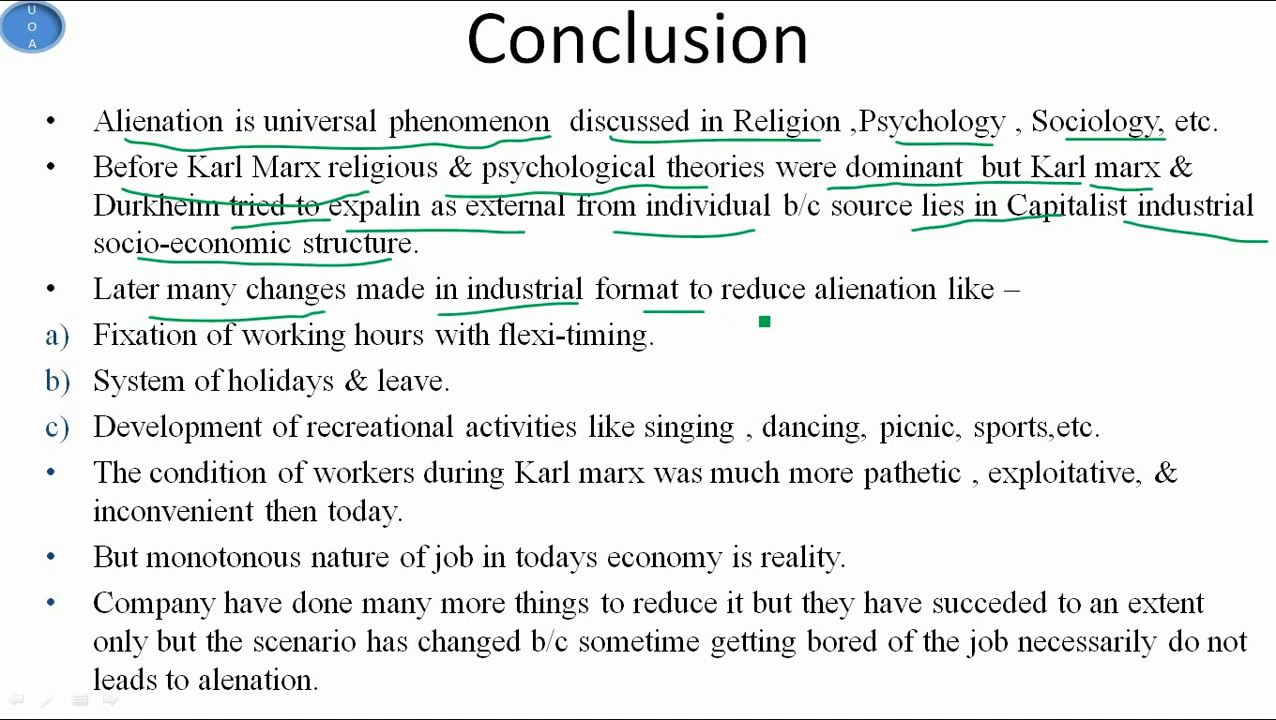 U
O
A
Conclusion
• Alienation is universal phenomenon discussed in Religion ,Psychology , Sociology, etc.
• Before Karl Marx religious & psychological theories were dominant but Karl marx &
Durkheim tried to expalin as external from individual b/c source lies in Capitalist industrial
socio-economic structure.
• Later many changes made in industrial format to reduce alienation like –
a) Fixation of working hours with flexi-timing.
b) System of holidays & leave.
c) Development of recreational activities like singing , dancing, picnic, sports,etc.
• The condition of workers during Karl marx was much more pathetic , exploitative, &
inconvenient then today.
• But monotonous nature of job in todays economy is reality.
• Company have done many more things to reduce it but they have succeded to an extent
only but the scenario has changed b/c sometime getting bored of the job necessarily do not
leads to alenation.